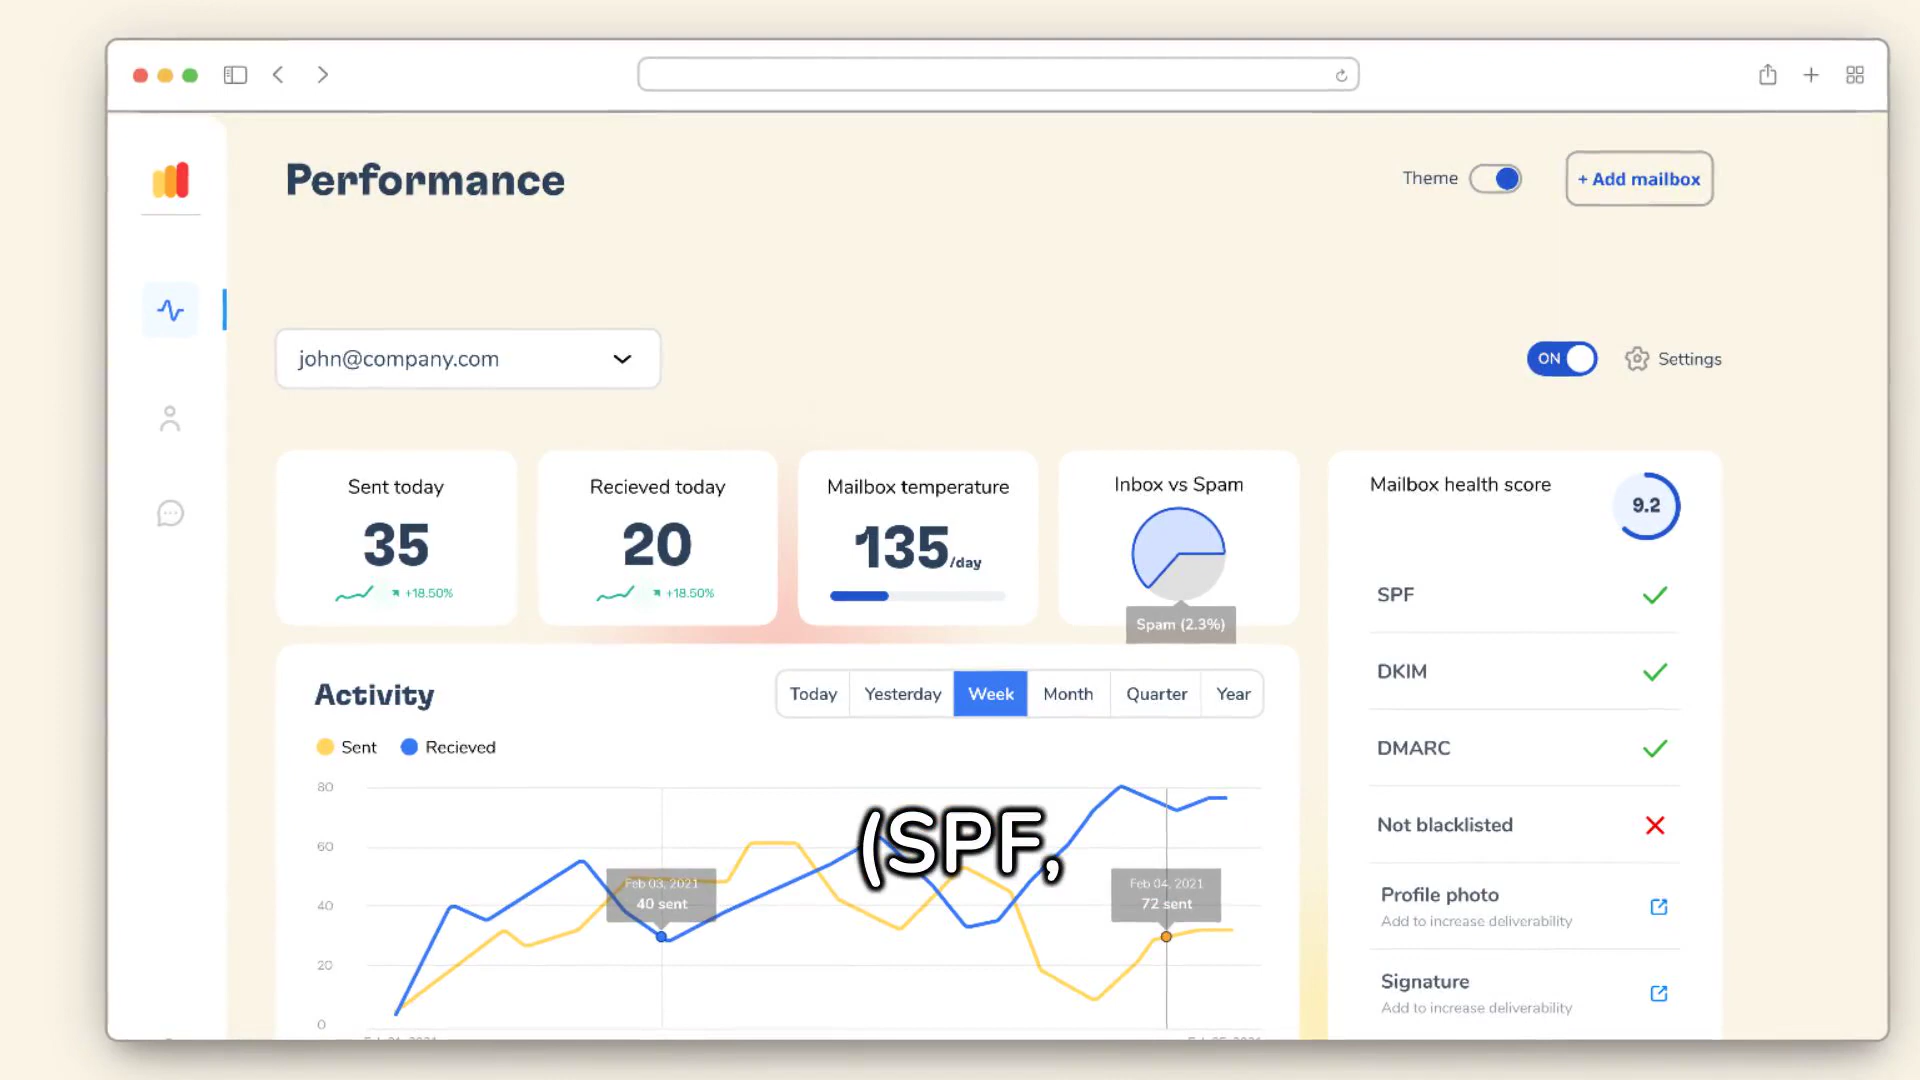 Performance
Theme
+ Add mailbox
john@company.com
ON
Settings
Sent today
35
+18.50%
Recieved today
20
+18.50%
Mailbox temperature
135/day
Inbox vs Spam
Spam (2.3%)
Mailbox health score
9.2
SPF
DKIM
DMARC
Not blacklisted
Profile photo
Add to increase deliverability
Signature
Add to increase deliverability
Activity
Today Yesterday Week Month Quarter Year
Sent Recieved
80
60
40
20
0
Feb 03, 2021
40 sent
Feb 04, 2021
72 sent
(SPF,